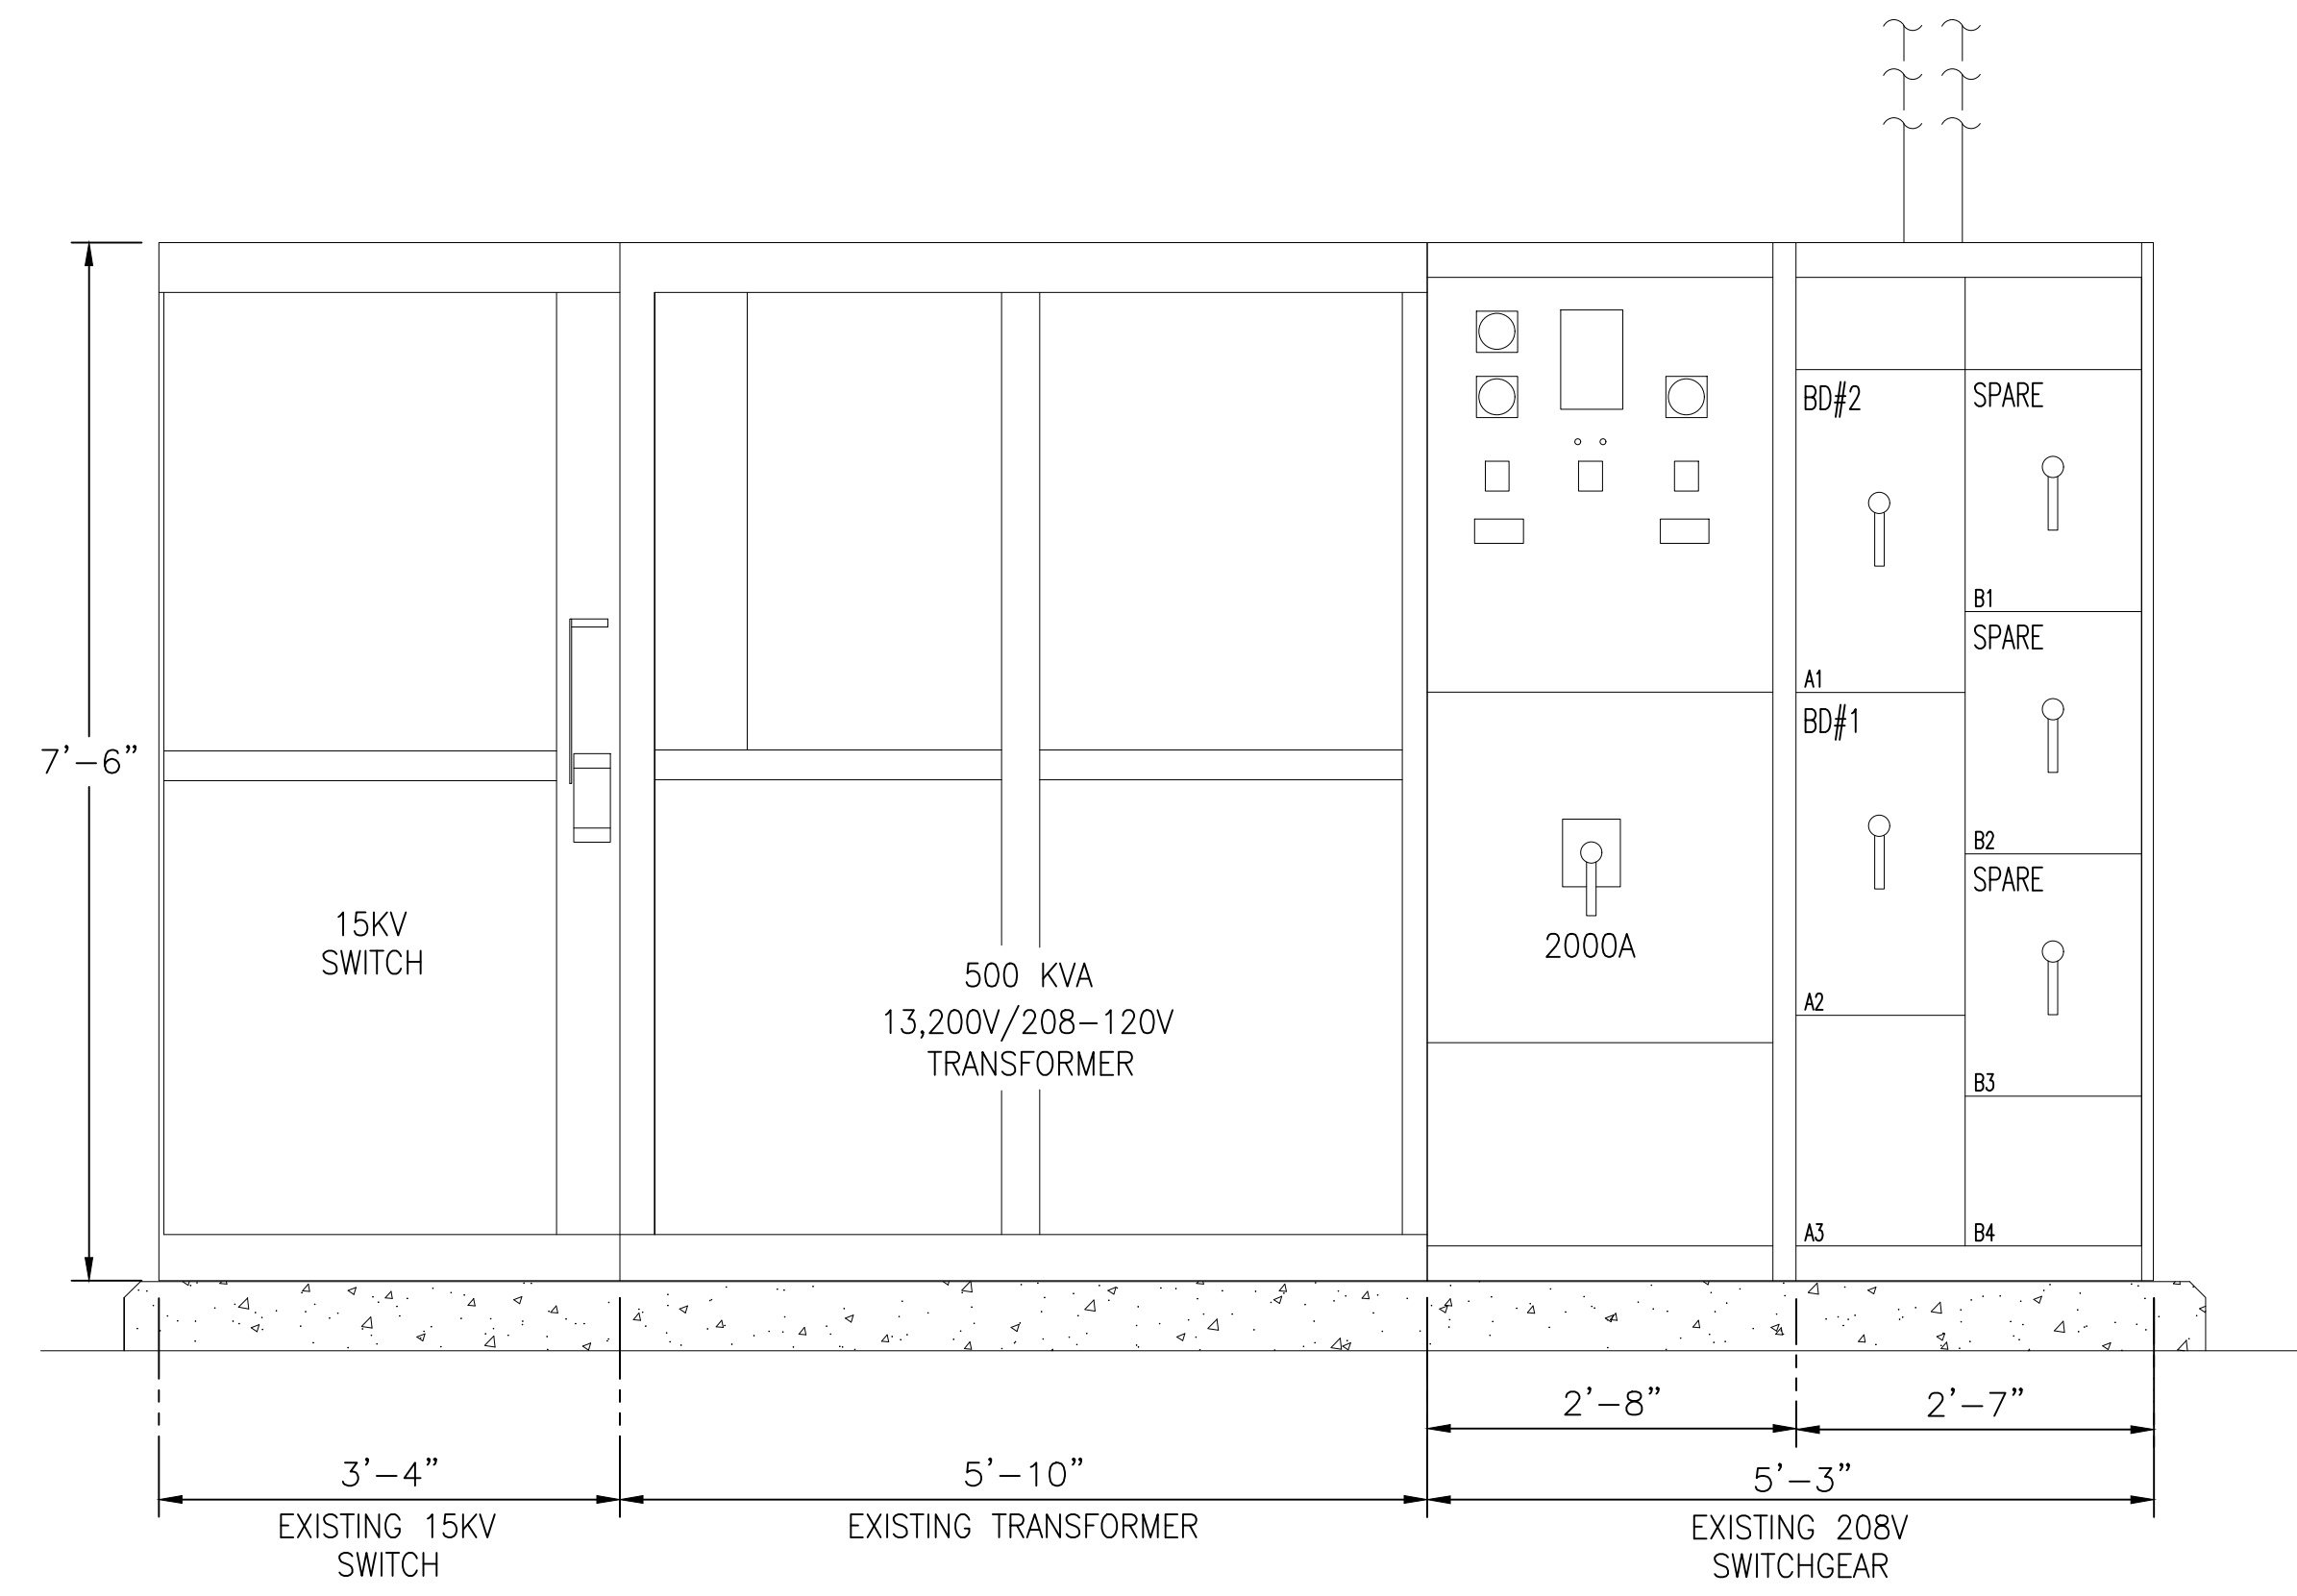 BD#2
SPARE
B1
SPARE
A1
BD#1
7'-6"
B2
SPARE
15KV
SWITCH
2000A
500 KVA
13,200V/208-120V
TRANSFORMER
A2
B3
A3
B4
2'-8"
2'-7"
3'-4"
5'-10"
5'-3"
EXISTING 15KV
SWITCH
EXISTING TRANSFORMER
EXISTING 208V
SWITCHGEAR